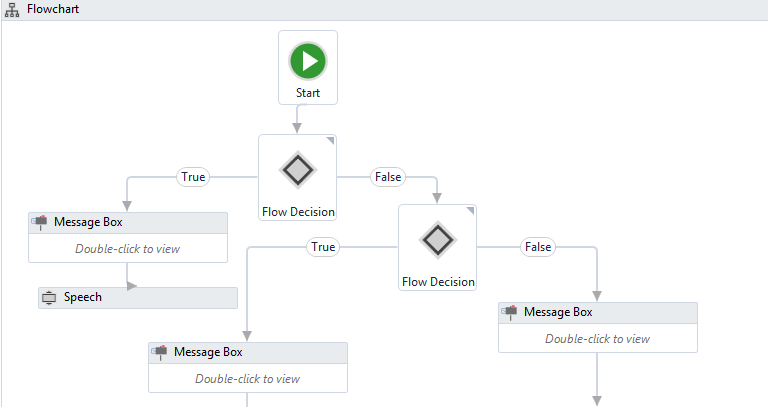 Flowchart
Start
True
False
Flow Decision
Message Box
Double-click to view
True
False
Flow Decision
Speech
Message Box
Double-click to view
Message Box
Double-click to view